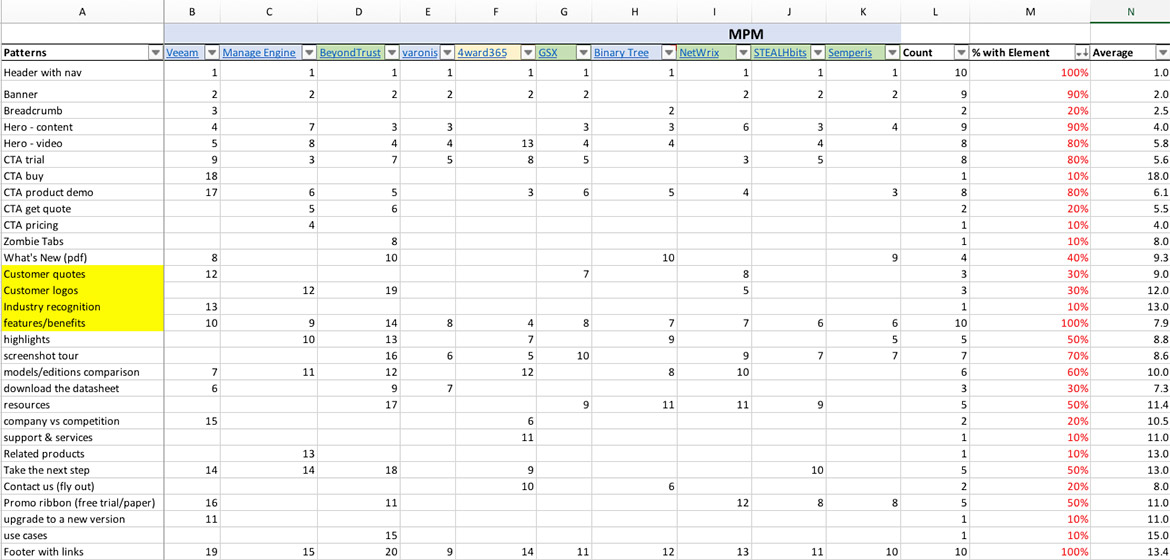 A B C D E F G H I J K L M N
MPM
Patterns Veeam Manage Engine BeyondTrust varonis 4ward365 GSX Binary Tree NetWrix STEALHbits Semperis Count % with Element Average
Header with nav 1 1 1 1 1 1 1 1 1 1 10 100% 1.0
Banner 2 2 2 2 2 2 2 2 2 9 90% 2.0
Breadcrumb 3 2 2 20% 2.5
Hero - content 4 7 3 3 3 3 6 3 4 9 90% 4.0
Hero - video 5 8 4 4 13 4 4 4 8 80% 5.8
CTA trial 9 3 7 5 8 5 3 5 8 80% 5.6
CTA buy 18 1 10% 18.0
CTA product demo 17 6 5 3 6 5 4 3 8 80% 6.1
CTA get quote 5 6 2 20% 5.5
CTA pricing 4 1 10% 4.0
Zombie Tabs 8 1 10% 8.0
What's New (pdf) 8 10 10 9 4 40% 9.3
Customer quotes 12 7 8 3 30% 9.0
Customer logos 12 19 5 3 30% 12.0
Industry recognition 13 1 10% 13.0
features/benefits 10 9 14 8 4 8 7 7 6 6 10 100% 7.9
highlights 10 13 7 9 5 5 50% 8.8
screenshot tour 16 6 5 10 9 7 7 7 70% 8.6
models/editions comparison 7 11 12 12 8 10 6 60% 10.0
download the datasheet 6 9 7 3 30% 7.3
resources 17 9 11 11 9 5 50% 11.4
company vs competition 15 6 2 20% 10.5
support & services 11 1 10% 11.0
Related products 13 1 10% 13.0
Take the next step 14 14 18 9 10 5 50% 13.0
Contact us (fly out) 10 6 2 20% 8.0
Promo ribbon (free trial/paper) 16 11 12 8 8 5 50% 11.0
upgrade to a new version 11 1 10% 11.0
use cases 15 1 10% 15.0
Footer with links 19 15 20 9 14 11 12 13 11 10 10 100% 13.4